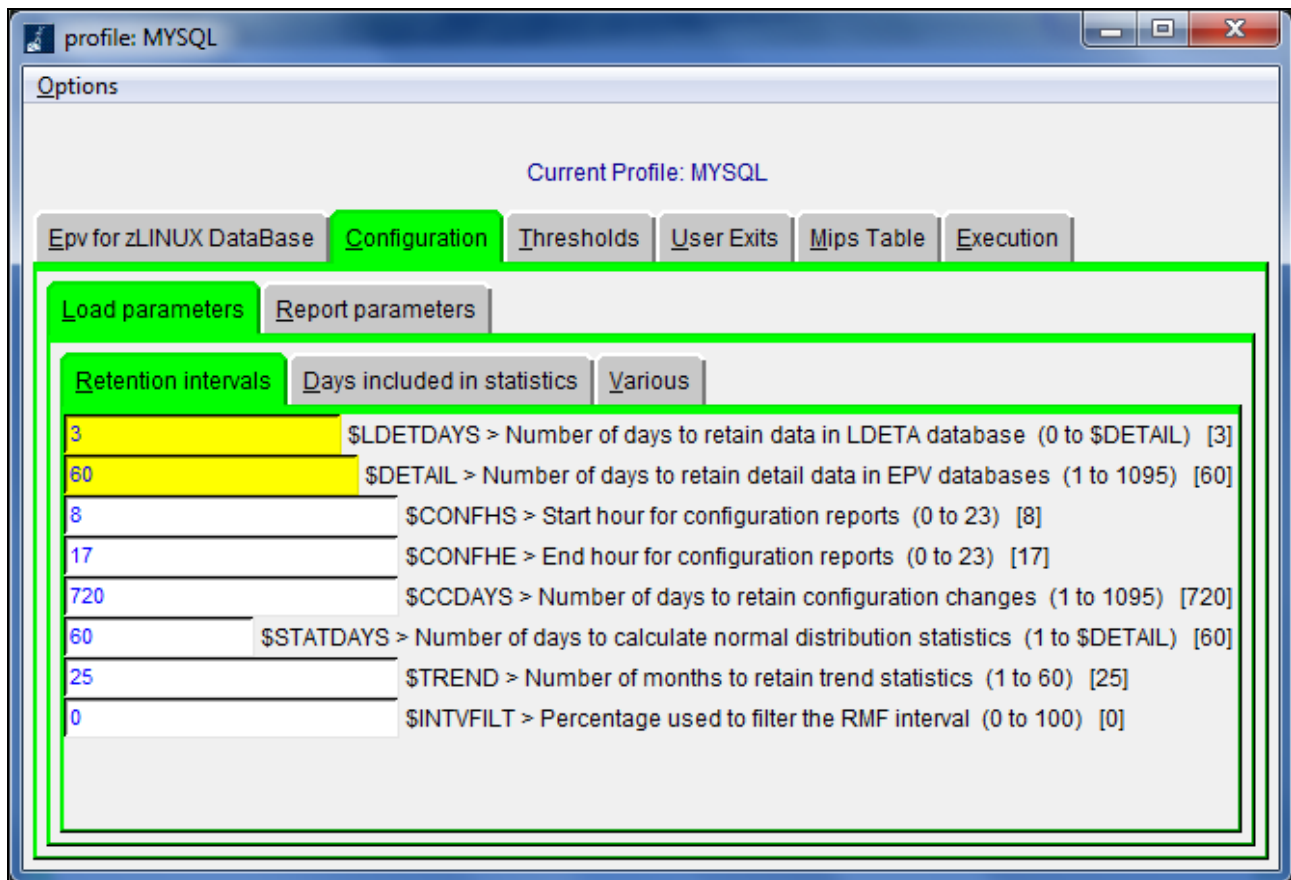 profile: MYSQL
Options
Current Profile: MYSQL
Epv for zLINUX DataBase Configuration Thresholds User Exits Mips Table Execution
Load parameters Report parameters
Retention intervals Days included in statistics Various
3 $LDETDAYS > Number of days to retain data in LDETA database (0 to $DETAIL) [3]
60 $DETAIL > Number of days to retain detail data in EPV databases (1 to 1095) [60]
8 $CONFHS > Start hour for configuration reports (0 to 23) [8]
17 $CONFHE > End hour for configuration reports (0 to 23) [17]
720 $CCDAYS > Number of days to retain configuration changes (1 to 1095) [720]
60 $STATDAYS > Number of days to calculate normal distribution statistics (1 to $DETAIL) [60]
25 $TREND > Number of months to retain trend statistics (1 to 60) [25]
0 $INTVFILT > Percentage used to filter the RMF interval (0 to 100) [0]